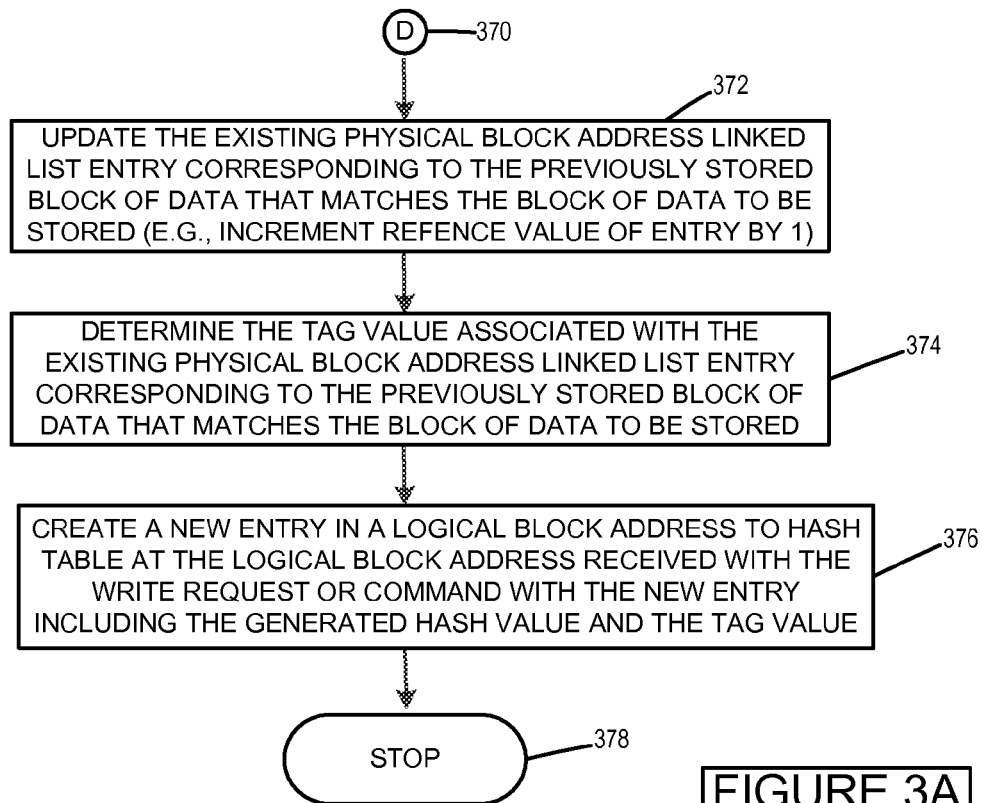 D
370
372
UPDATE THE EXISTING PHYSICAL BLOCK ADDRESS LINKED
LIST ENTRY CORRESPONDING TO THE PREVIOUSLY STORED
BLOCK OF DATA THAT MATCHES THE BLOCK OF DATA TO BE
STORED (E.G., INCREMENT REFENCE VALUE OF ENTRY BY 1)
374
DETERMINE THE TAG VALUE ASSOCIATED WITH THE
EXISTING PHYSICAL BLOCK ADDRESS LINKED LIST ENTRY
CORRESPONDING TO THE PREVIOUSLY STORED BLOCK OF
DATA THAT MATCHES THE BLOCK OF DATA TO BE STORED
376
CREATE A NEW ENTRY IN A LOGICAL BLOCK ADDRESS TO HASH
TABLE AT THE LOGICAL BLOCK ADDRESS RECEIVED WITH THE
WRITE REQUEST OR COMMAND WITH THE NEW ENTRY
INCLUDING THE GENERATED HASH VALUE AND THE TAG VALUE
STOP
378
FIGURE 3A